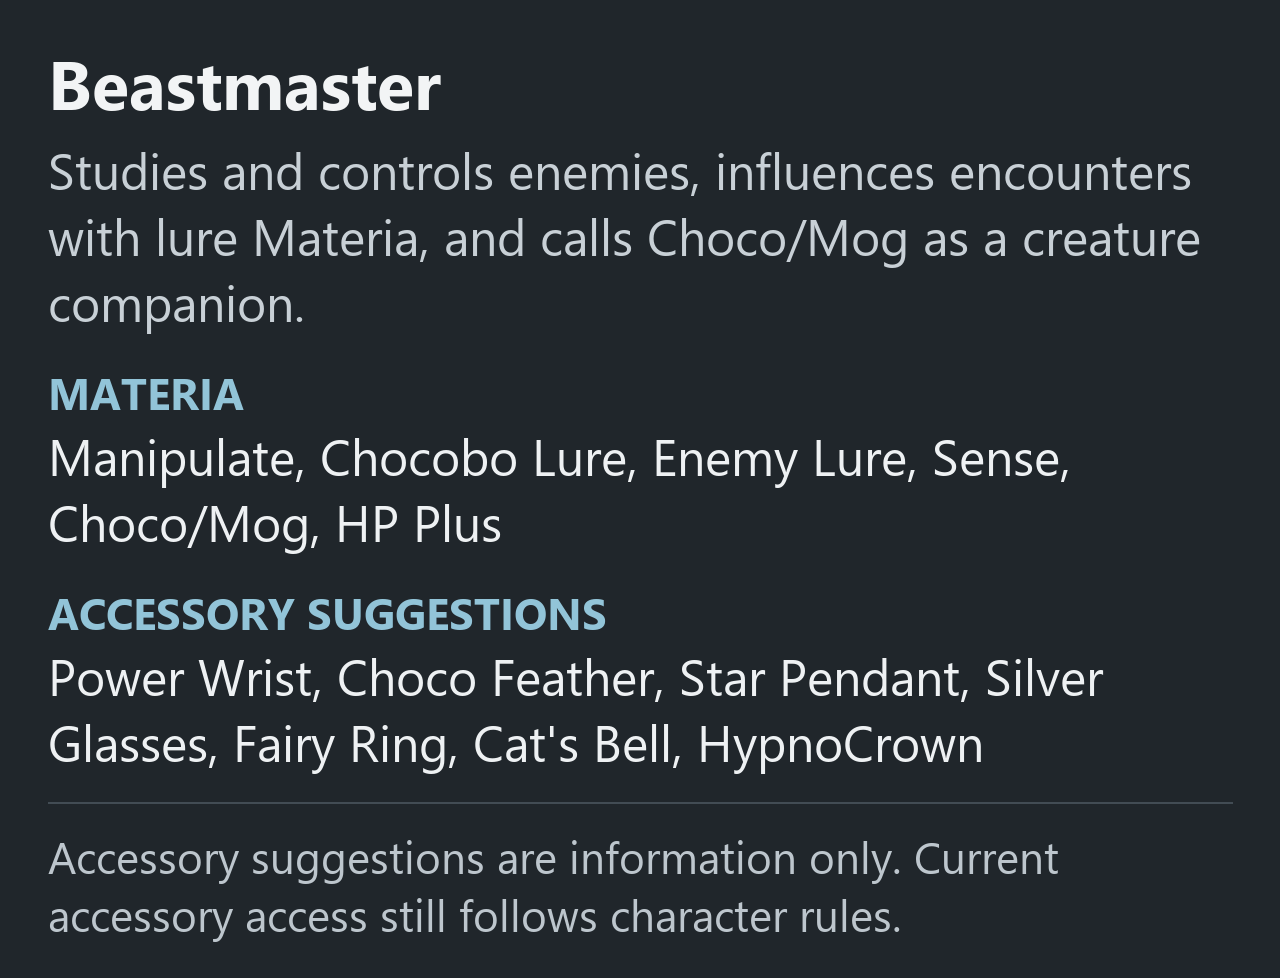 Beastmaster
Studies and controls enemies, influences encounters
with lure Materia, and calls Choco/Mog as a creature
companion.
MATERIA
Manipulate, Chocobo Lure, Enemy Lure, Sense,
Choco/Mog, HP Plus
ACCESSORY SUGGESTIONS
Power Wrist, Choco Feather, Star Pendant, Silver
Glasses, Fairy Ring, Cat's Bell, HypnoCrown
Accessory suggestions are information only. Current
accessory access still follows character rules.